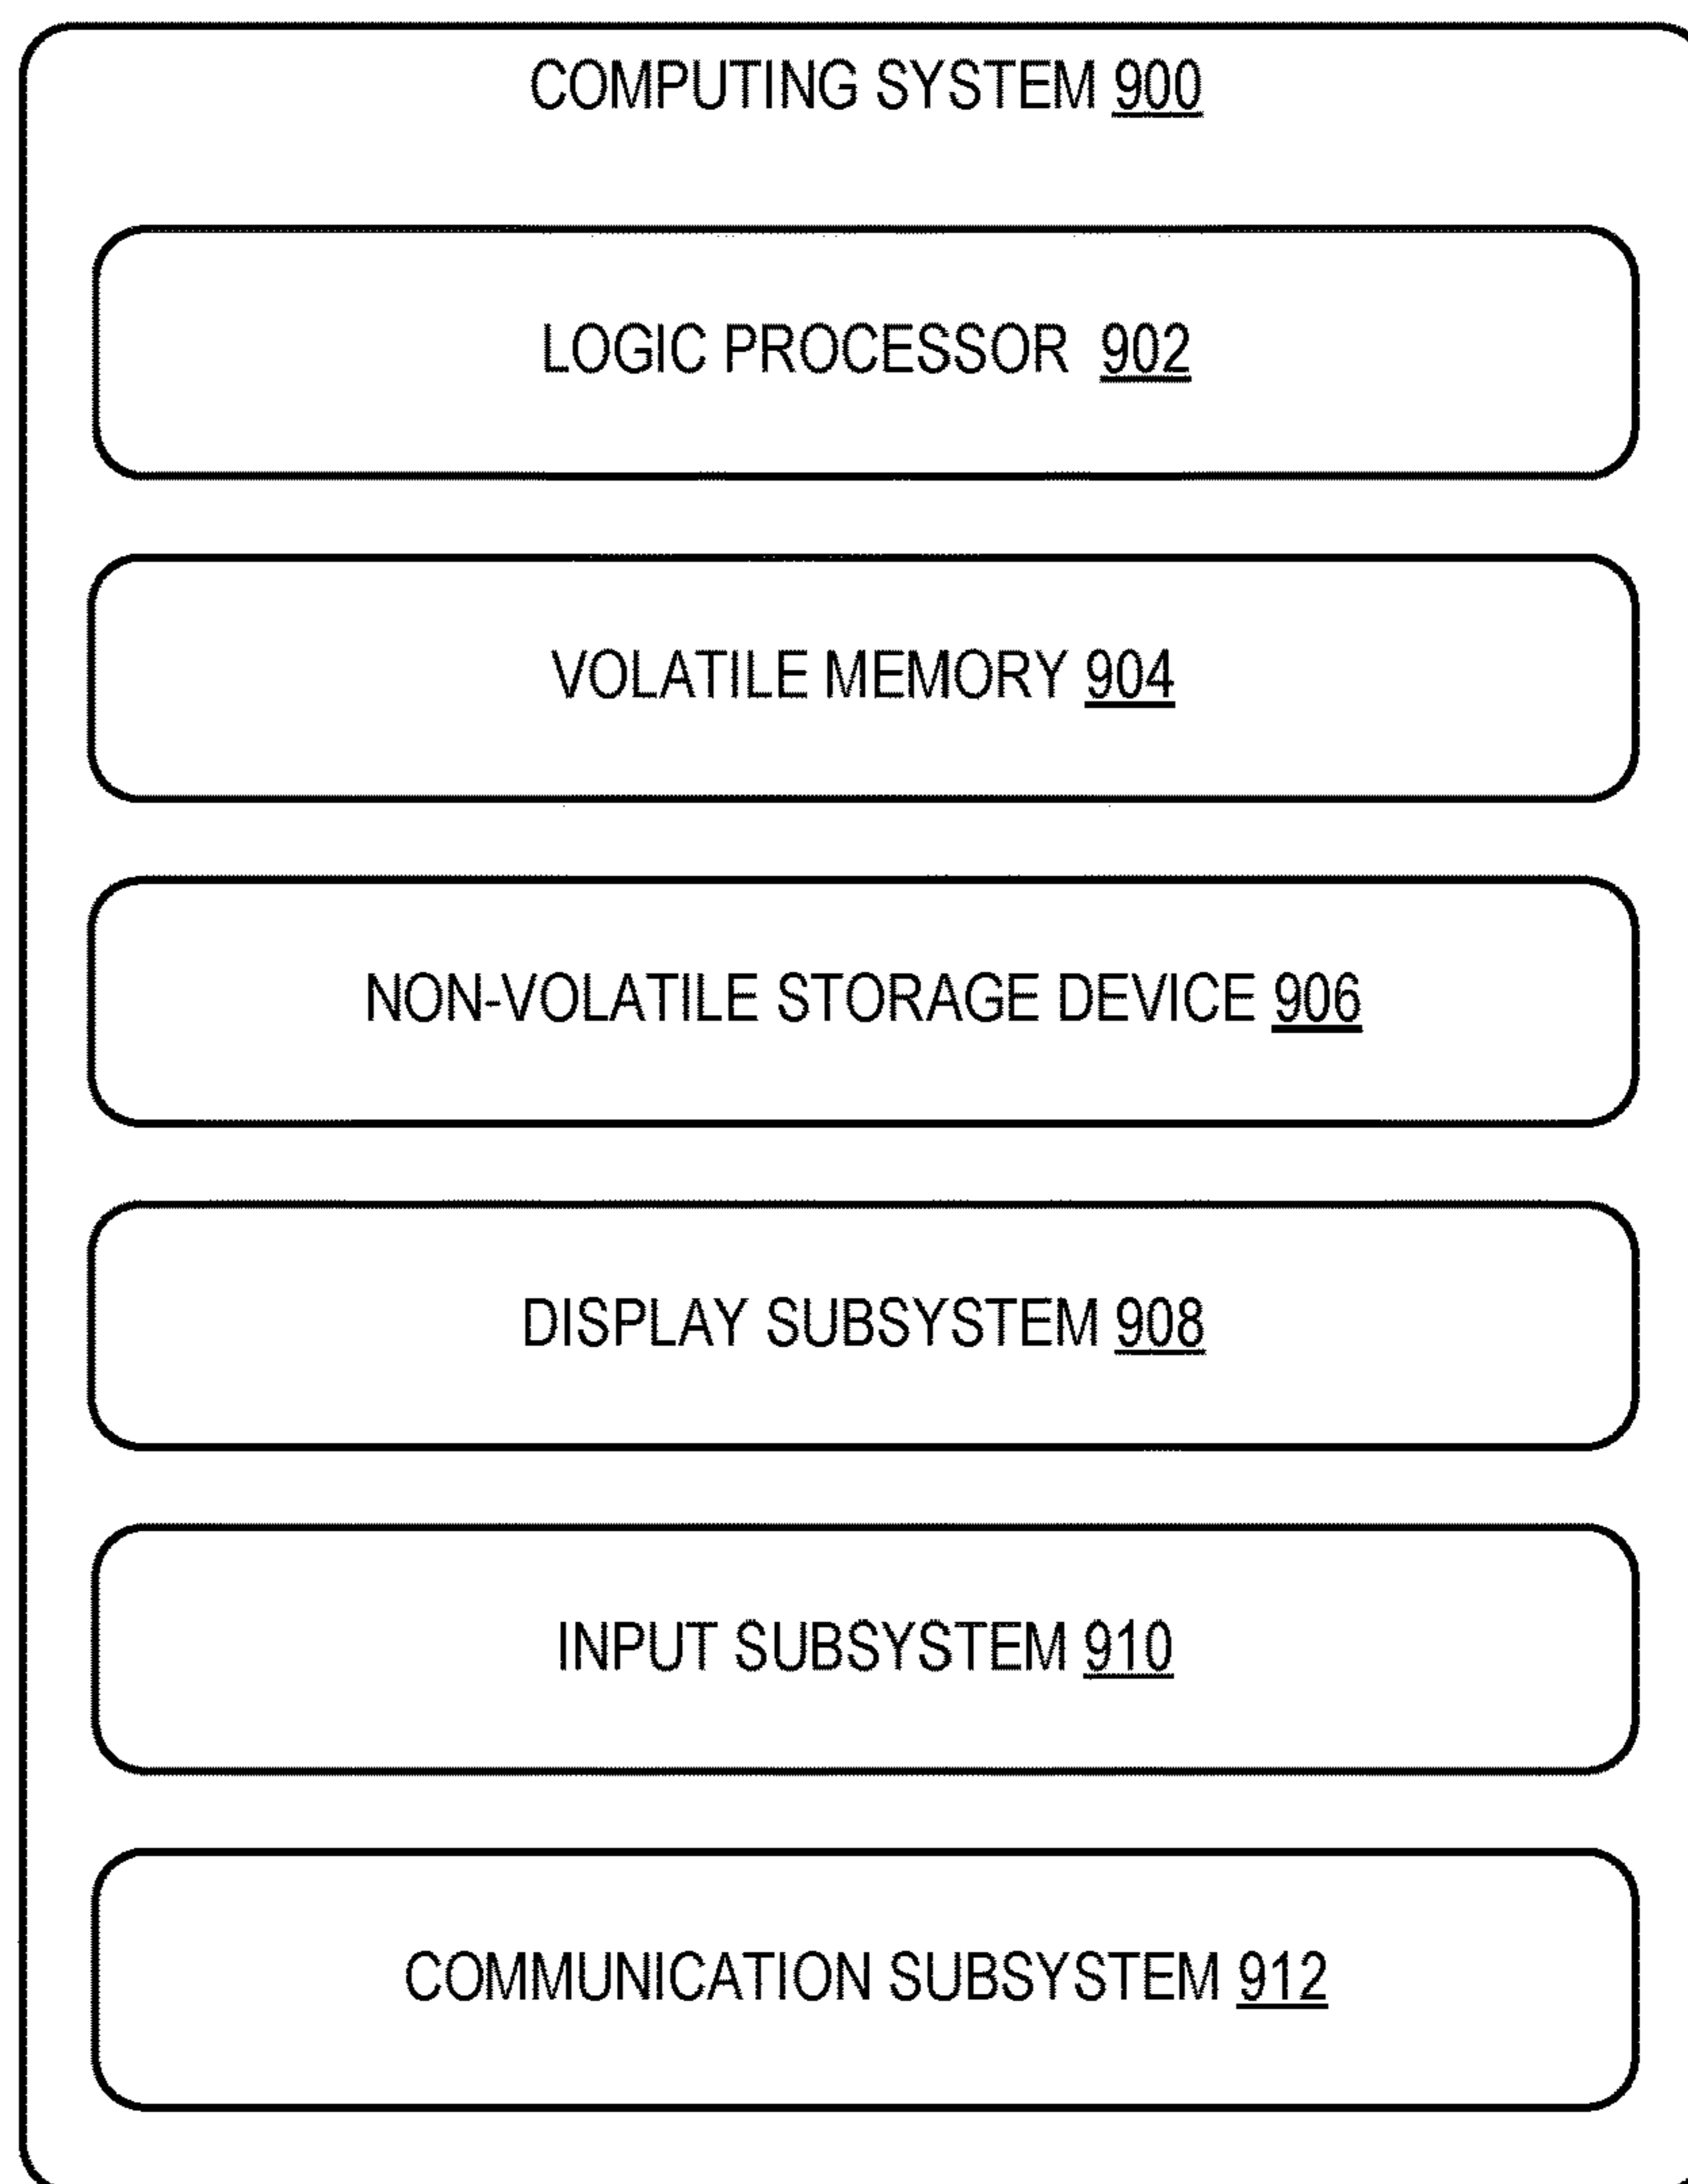 COMPUTING SYSTEM 900
LOGIC PROCESSOR 902
VOLATILE MEMORY 904
NON-VOLATILE STORAGE DEVICE 906
DISPLAY SUBSYSTEM 908
INPUT SUBSYSTEM 910
COMMUNICATION SUBSYSTEM 912